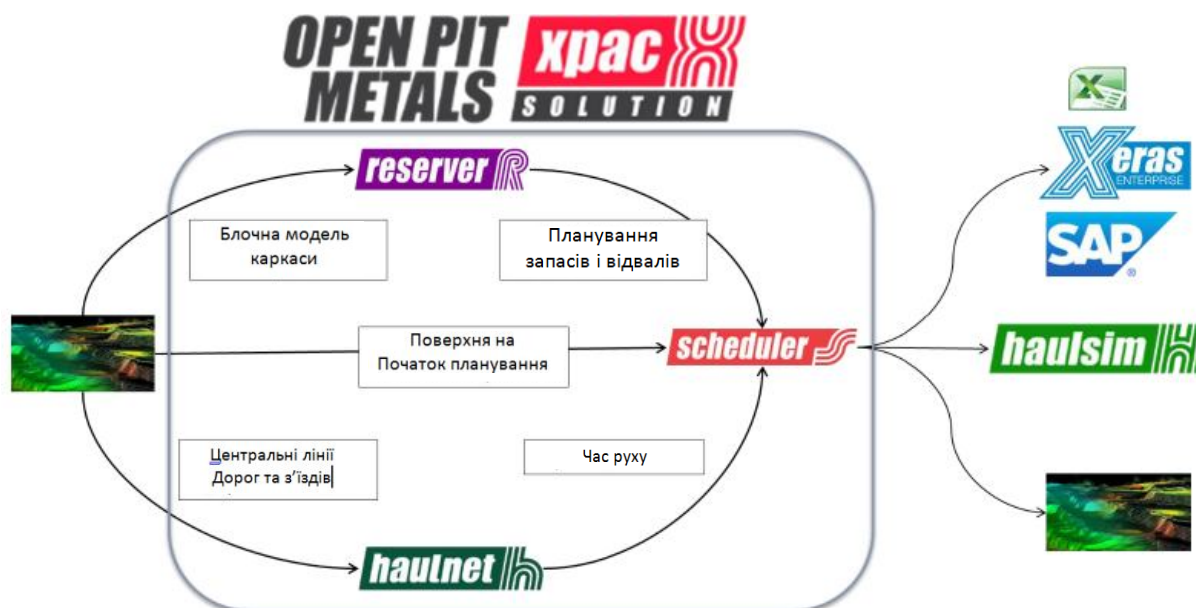 OPEN PIT
METALS
xpac
SOLUTION
reserver
Блочна модель
каркаси
Планування
запасів і відвалів
Поверхня на
Початок планування
scheduler
Центральні лінії
Дорог та з’їздів
Час руху
haulnet
Xeras
ENTERPRISE
SAP
®
haulsim